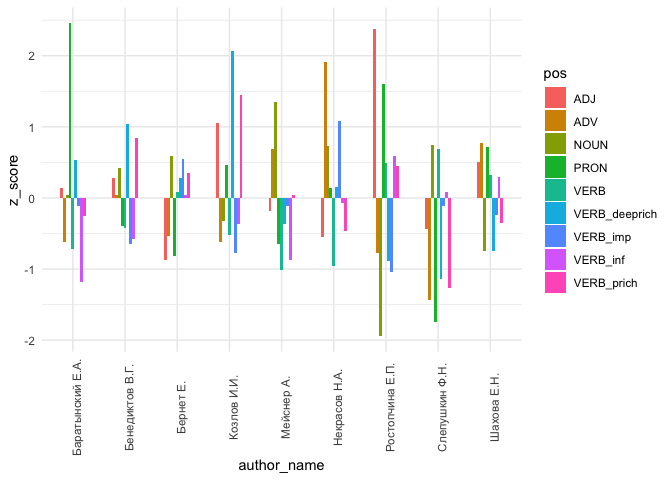 2
1
0
-1
-2
z_score
Баратынский Е.А.
Бенедиктов В.Г.
Бернет Е.
Козлов И.И.
Мейснер А.
Некрасов Н.А.
Ростопчина Е.П.
Слепушкин Ф.Н.
Шахова Е.Н.
author_name
pos
ADJ
ADV
NOUN
PRON
VERB
VERB_deeprich
VERB_imp
VERB_inf
VERB_prich